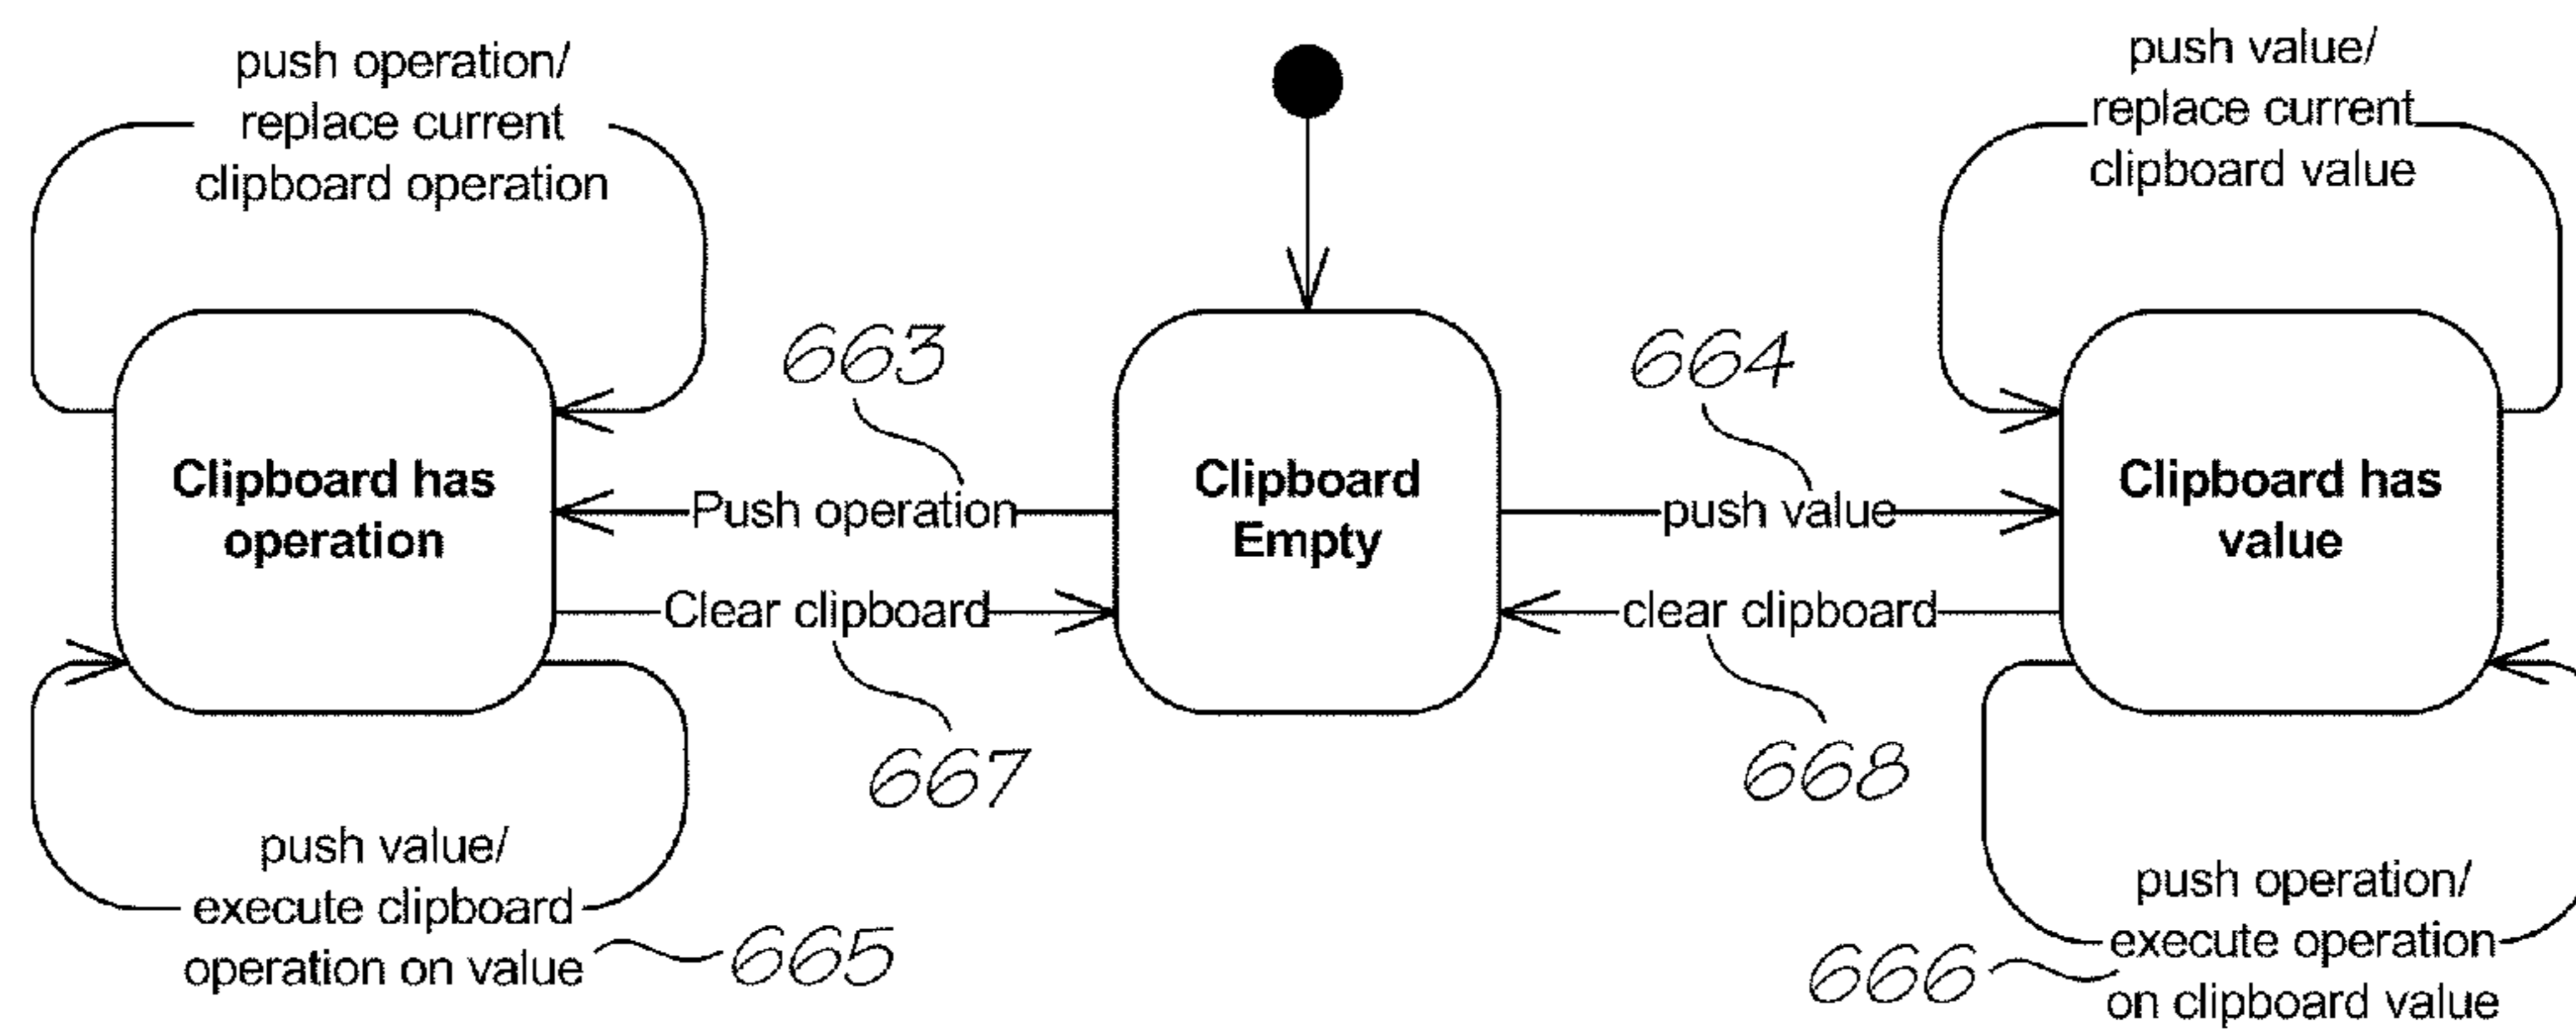 push operation/
replace current
clipboard operation
push value/
replace current
clipboard value
663
664
Clipboard has
operation
Push operation
Clipboard
Empty
push value
Clipboard has
value
Clear clipboard
clear clipboard
667
668
push value/
execute clipboard
operation on value
665
push operation/
execute operation
on clipboard value
666